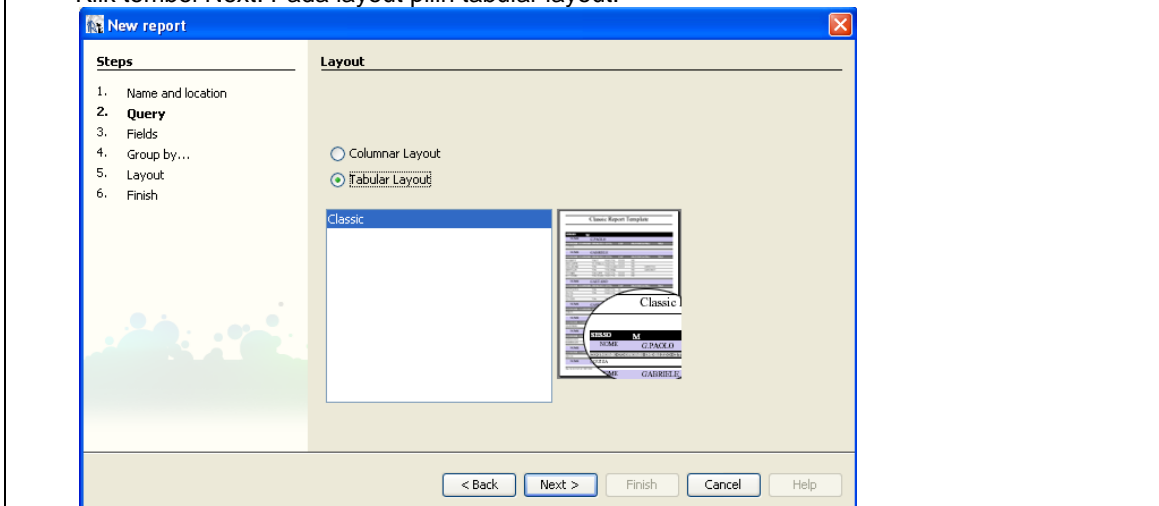 Klik tombol Next. Pada layout pilih tabular layout.
New report
Steps
1. Name and location
2. Query
3. Fields
4. Group by...
5. Layout
6. Finish
Layout
Columnar Layout
Tabular Layout
Classic
Classic Report Template
Classic
SESSO M
NOME G.PAOLO
NOME GABRIELE
< Back Next > Finish Cancel Help